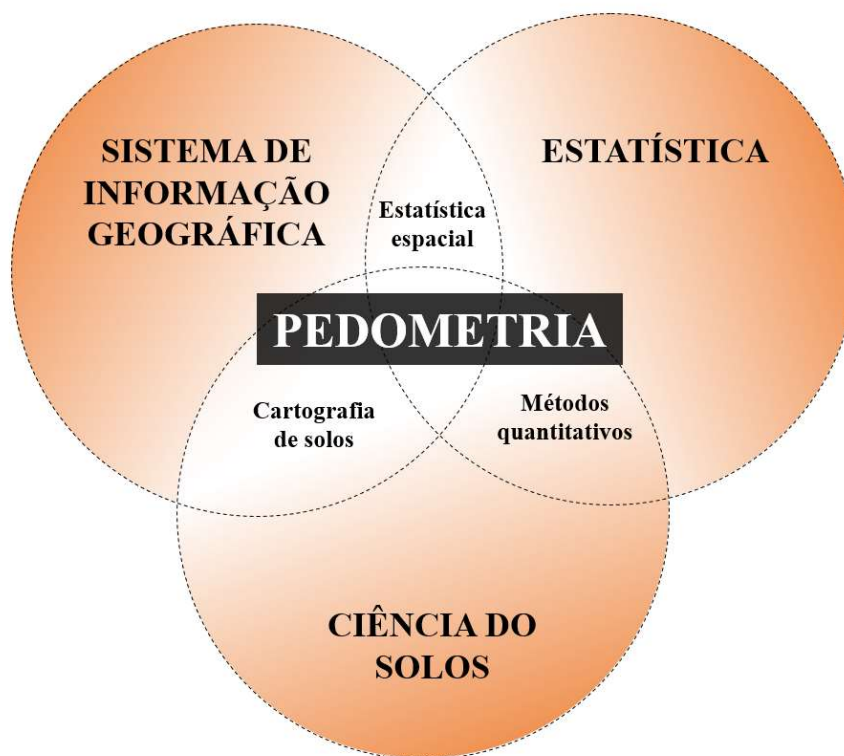 SISTEMA DE
INFORMAÇÃO
GEOGRÁFICA
ESTATÍSTICA
Estatística
espacial
PEDOMETRIA
Cartografia
de solos
Métodos
quantitativos
CIÊNCIA DO
SOLOS